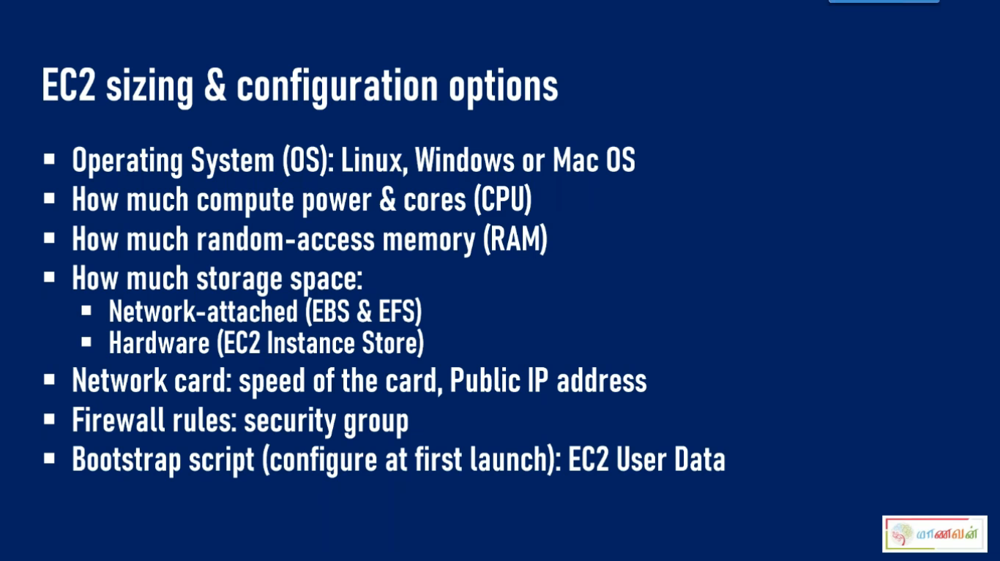 EC2 sizing & configuration options
▪ Operating System (OS): Linux, Windows or Mac OS
▪ How much compute power & cores (CPU)
▪ How much random-access memory (RAM)
▪ How much storage space:
▪ Network-attached (EBS & EFS)
▪ Hardware (EC2 Instance Store)
▪ Network card: speed of the card, Public IP address
▪ Firewall rules: security group
▪ Bootstrap script (configure at first launch): EC2 User Data
மாணவன்